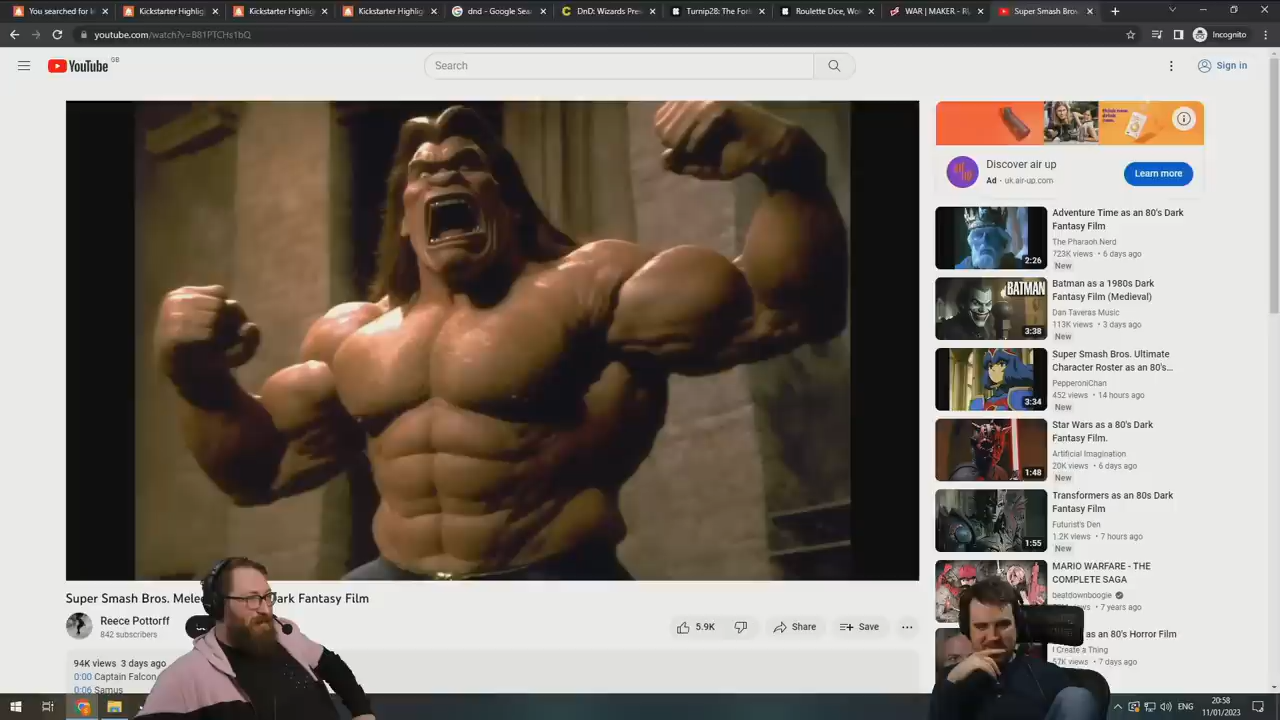 You searched for k
Kickstarter Highlig
Kickstarter Highlig
Kickstarter Highlig
dnd - Google Sear
DnD: Wizards Pres
Turnip28: The Forb
Roulette Dice, Wo
WAR | MAKER - R
Super Smash Bro
youtube.com/watch?v=B81PTCHs1bQ
Incognito
YouTube GB
Search
Sign in
Discover air up
Ad · uk.air-up.com
Learn more
Adventure Time as an 80's Dark
Fantasy Film
The Pharaoh Nerd
723K views • 6 days ago
New
2:26
Batman as a 1980s Dark
Fantasy Film (Medieval)
Dan Taveras Music
113K views • 3 days ago
New
BATMAN
3:38
Super Smash Bros. Ultimate
Character Roster as an 80's...
PepperoniChan
452 views • 14 hours ago
New
3:34
Star Wars as a 80's Dark
Fantasy Film.
Artificial Imagination
20K views • 6 days ago
New
1:48
Transformers as an 80s Dark
Fantasy Film
Futurist's Den
1.2K views • 7 hours ago
New
1:55
MARIO WARFARE - THE
COMPLETE SAGA
beatdownboogie
7 years ago
as an 80's Horror Film
I Create a Thing
57K views • 7 days ago
Super Smash Bros. Melee Dark Fantasy Film
Reece Pottorff
842 subscribers
5.9K
Share
Save
94K views 3 days ago
0:00 Captain Falcon
0:06 Samus
ENG
20:58
11/01/2023